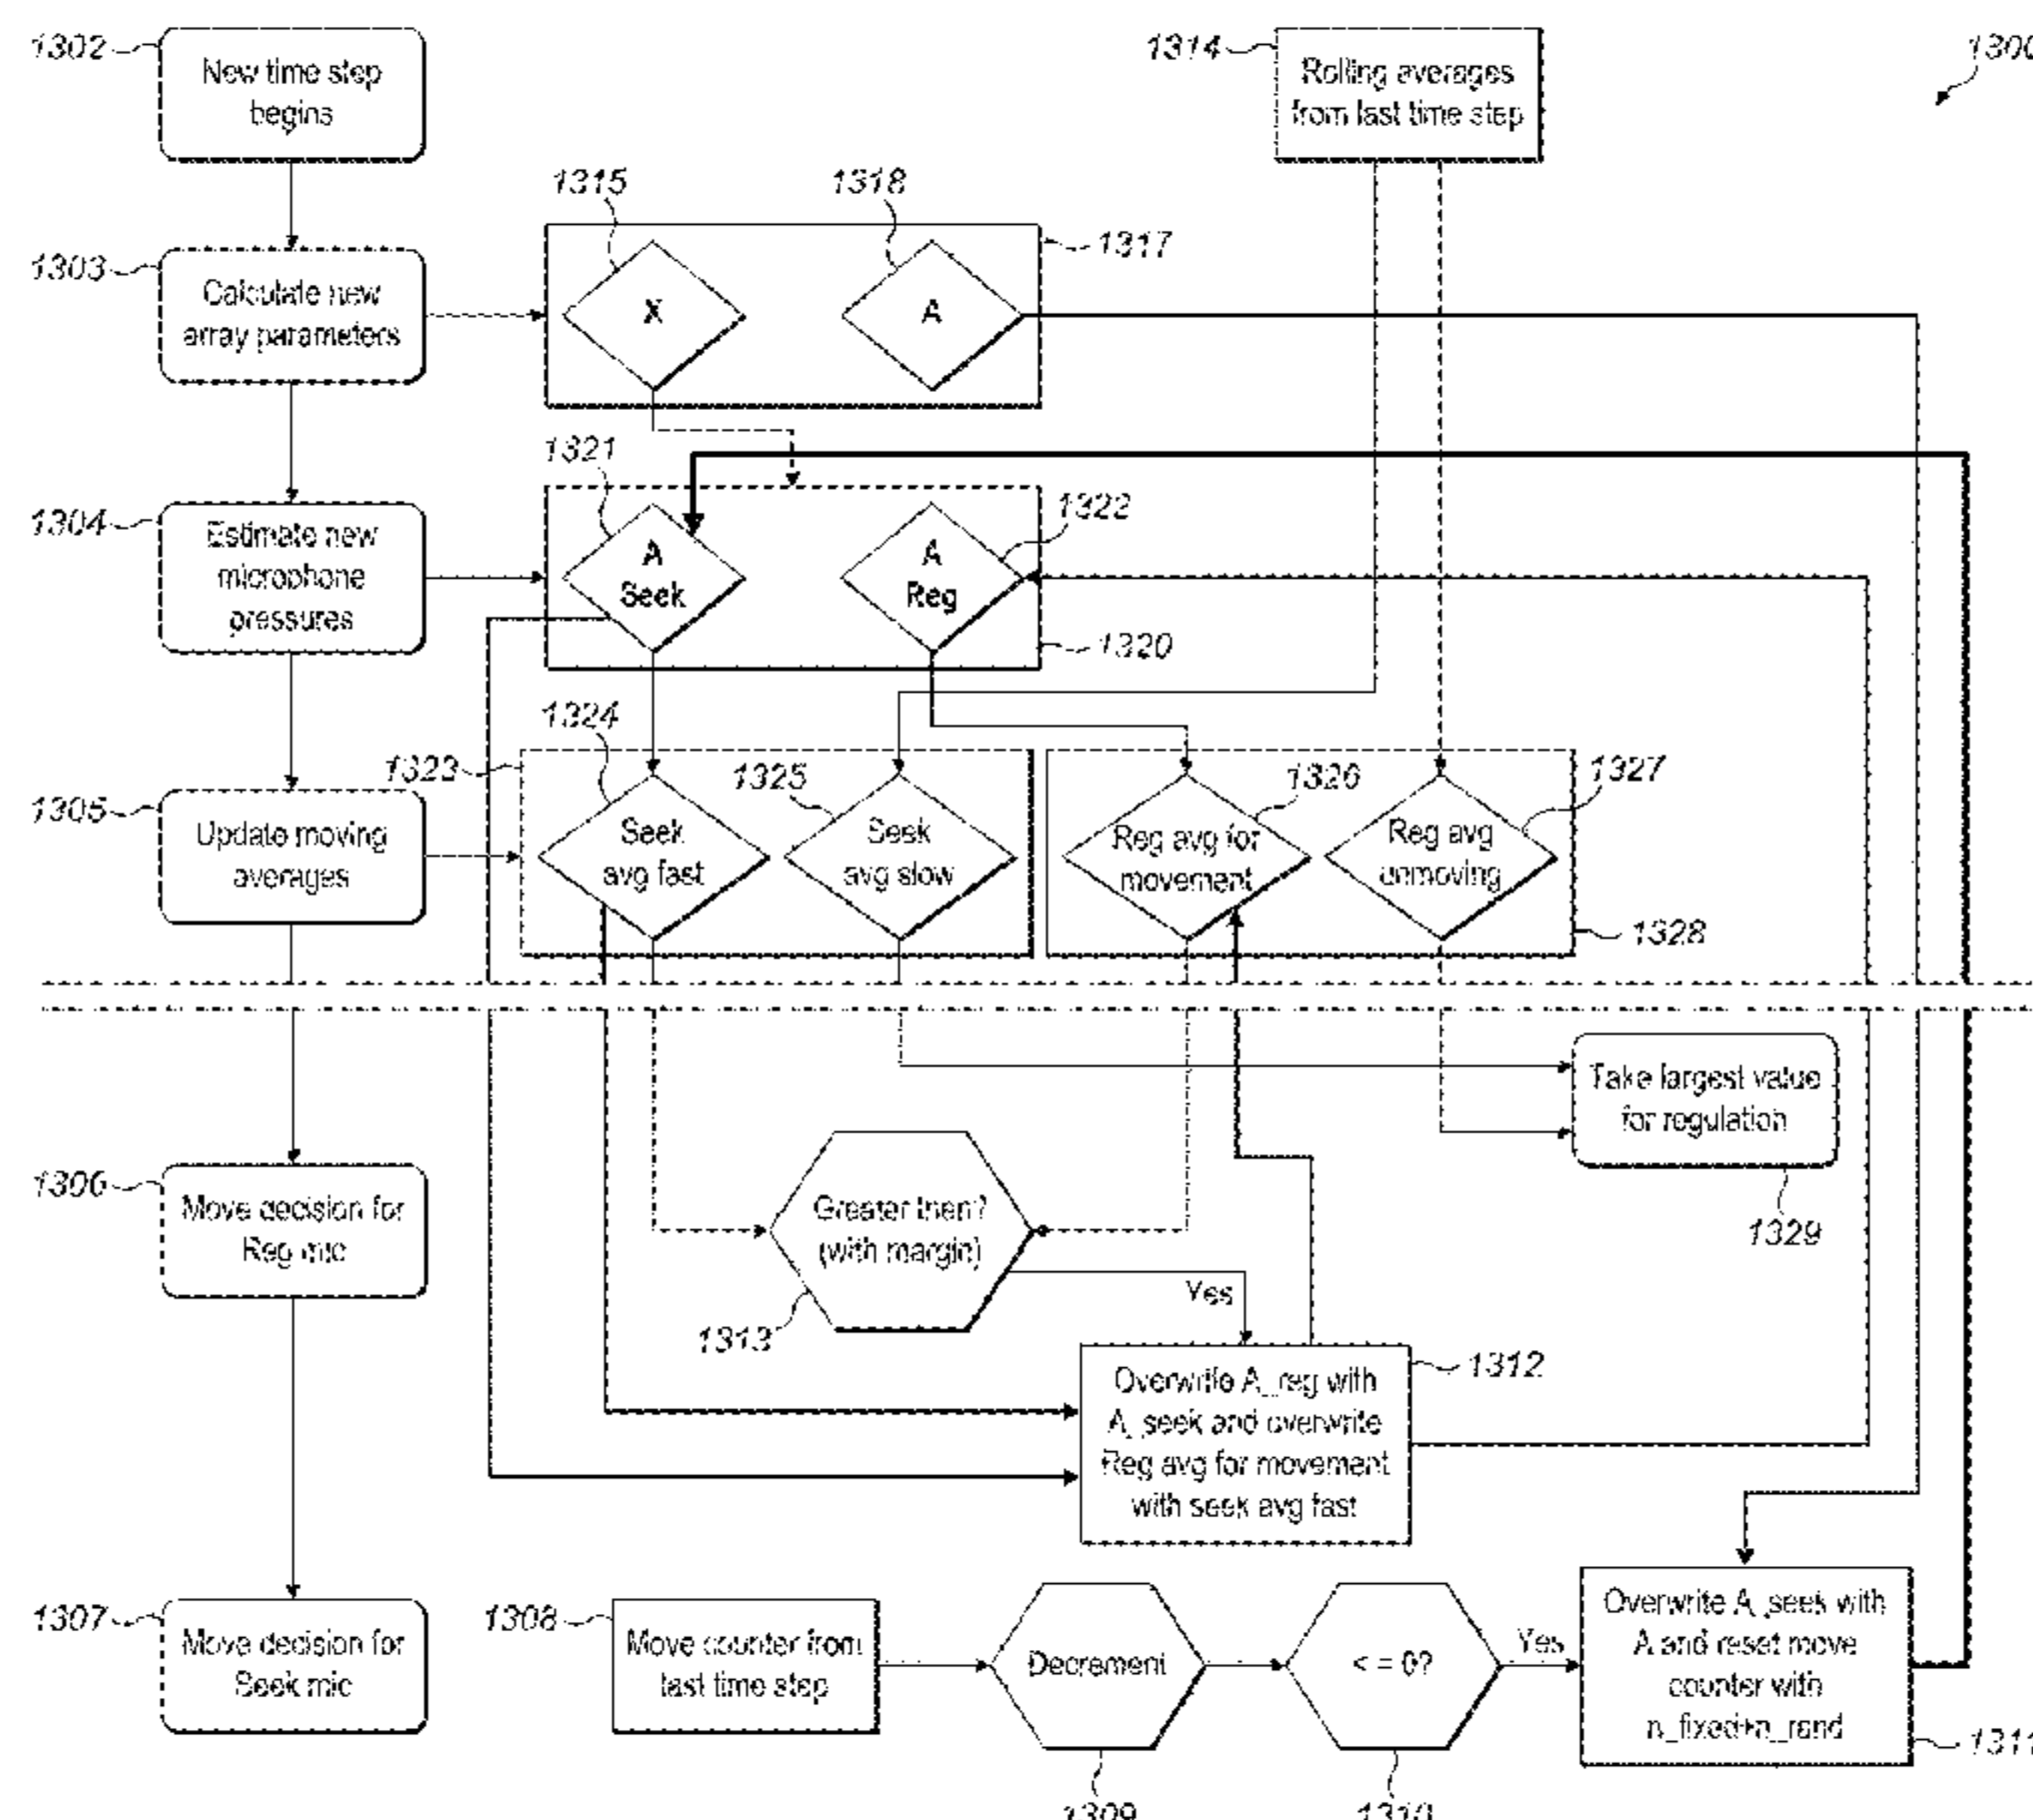 1302
New time step
begins
1314
Rolling averages
from last time step
1300
1315
1318
1317
1303
Calculate new
array parameters
X
A
1321
1322
1304
Estimate new
microphone
pressures
A
Seek
A
Reg
1320
1324
1323
1325
1326
1327
1305
Update moving
averages
Seek
avg fast
Seek
avg slow
Reg avg for
movement
Reg avg
unmoving
1328
Take largest value
for regulation
1329
1306
Move decision for
Reg mic
Greater then?
(with margin)
1313
Yes
1312
Overwrite A_reg with
A_seek and overwrite
Reg avg for movement
with seek avg fast
1307
Move decision for
Seek mic
1308
Move counter from
last time step
Decrement
1309
< = 0?
1310
Yes
Overwrite A_seek with
A and reset move
counter with
n_fixed+n_rand
1311